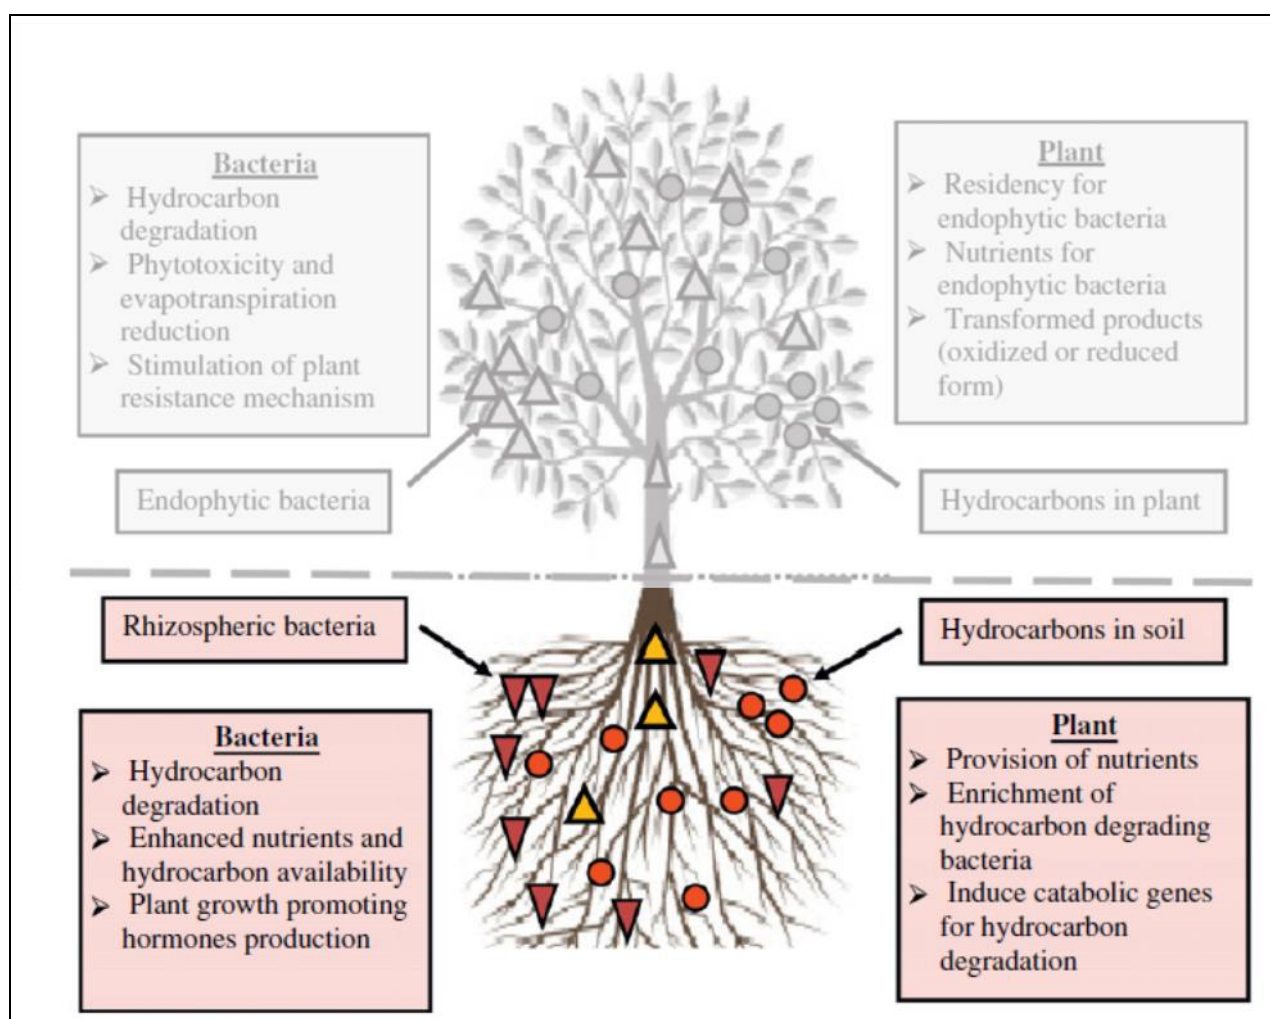 Bacteria
➢ Hydrocarbon
degradation
➢ Phytotoxicity and
evapotranspiration
reduction
➢ Stimulation of plant
resistance mechanism
Plant
➢ Residency for
endophytic bacteria
➢ Nutrients for
endophytic bacteria
➢ Transformed products
(oxidized or reduced
form)
Endophytic bacteria
Hydrocarbons in plant
Rhizospheric bacteria
Hydrocarbons in soil
Bacteria
➢ Hydrocarbon
degradation
➢ Enhanced nutrients and
hydrocarbon availability
➢ Plant growth promoting
hormones production
Plant
➢ Provision of nutrients
➢ Enrichment of
hydrocarbon degrading
bacteria
➢ Induce catabolic genes
for hydrocarbon
degradation